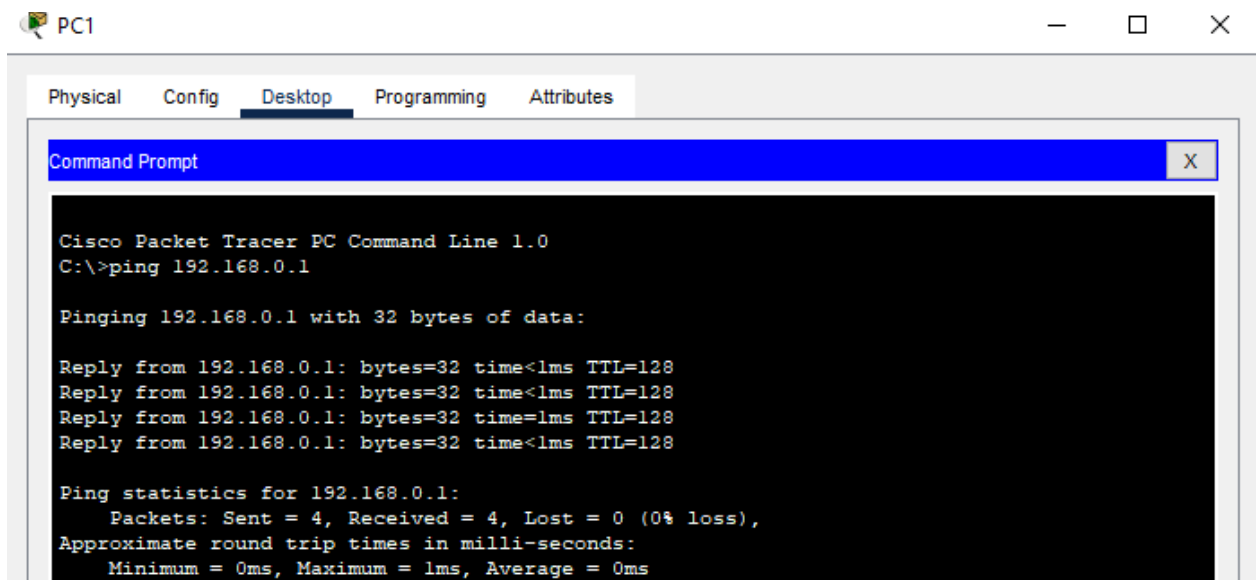 PC1
Physical Config Desktop Programming Attributes
Command Prompt
X
Cisco Packet Tracer PC Command Line 1.0
C:\>ping 192.168.0.1
Pinging 192.168.0.1 with 32 bytes of data:
Reply from 192.168.0.1: bytes=32 time<1ms TTL=128
Reply from 192.168.0.1: bytes=32 time<1ms TTL=128
Reply from 192.168.0.1: bytes=32 time=1ms TTL=128
Reply from 192.168.0.1: bytes=32 time<1ms TTL=128
Ping statistics for 192.168.0.1:
Packets: Sent = 4, Received = 4, Lost = 0 (0% loss),
Approximate round trip times in milli-seconds:
Minimum = 0ms, Maximum = 1ms, Average = 0ms